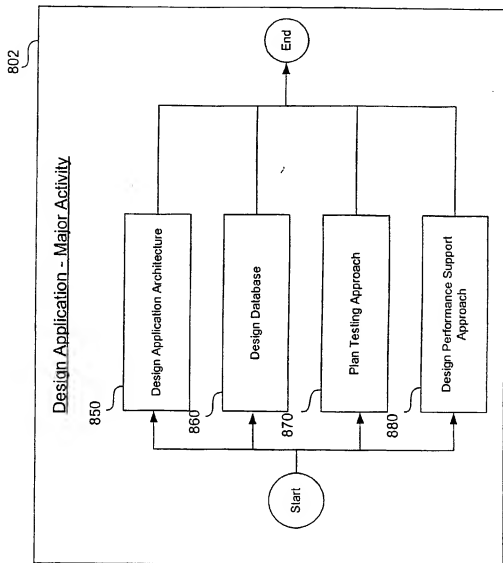 802
Design Application - Major Activity
850
Design Application Architecture
860
Design Database
870
Plan Testing Approach
880
Design Performance Support
Approach
Start
End